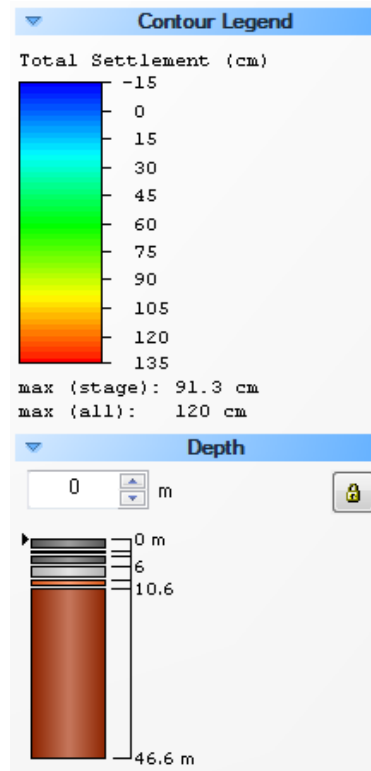 Contour Legend
Total Settlement (cm)
-15
0
15
30
45
60
75
90
105
120
135
max (stage): 91.3 cm
max (all): 120 cm
Depth
0 m
0 m
6
10.6
46.6 m